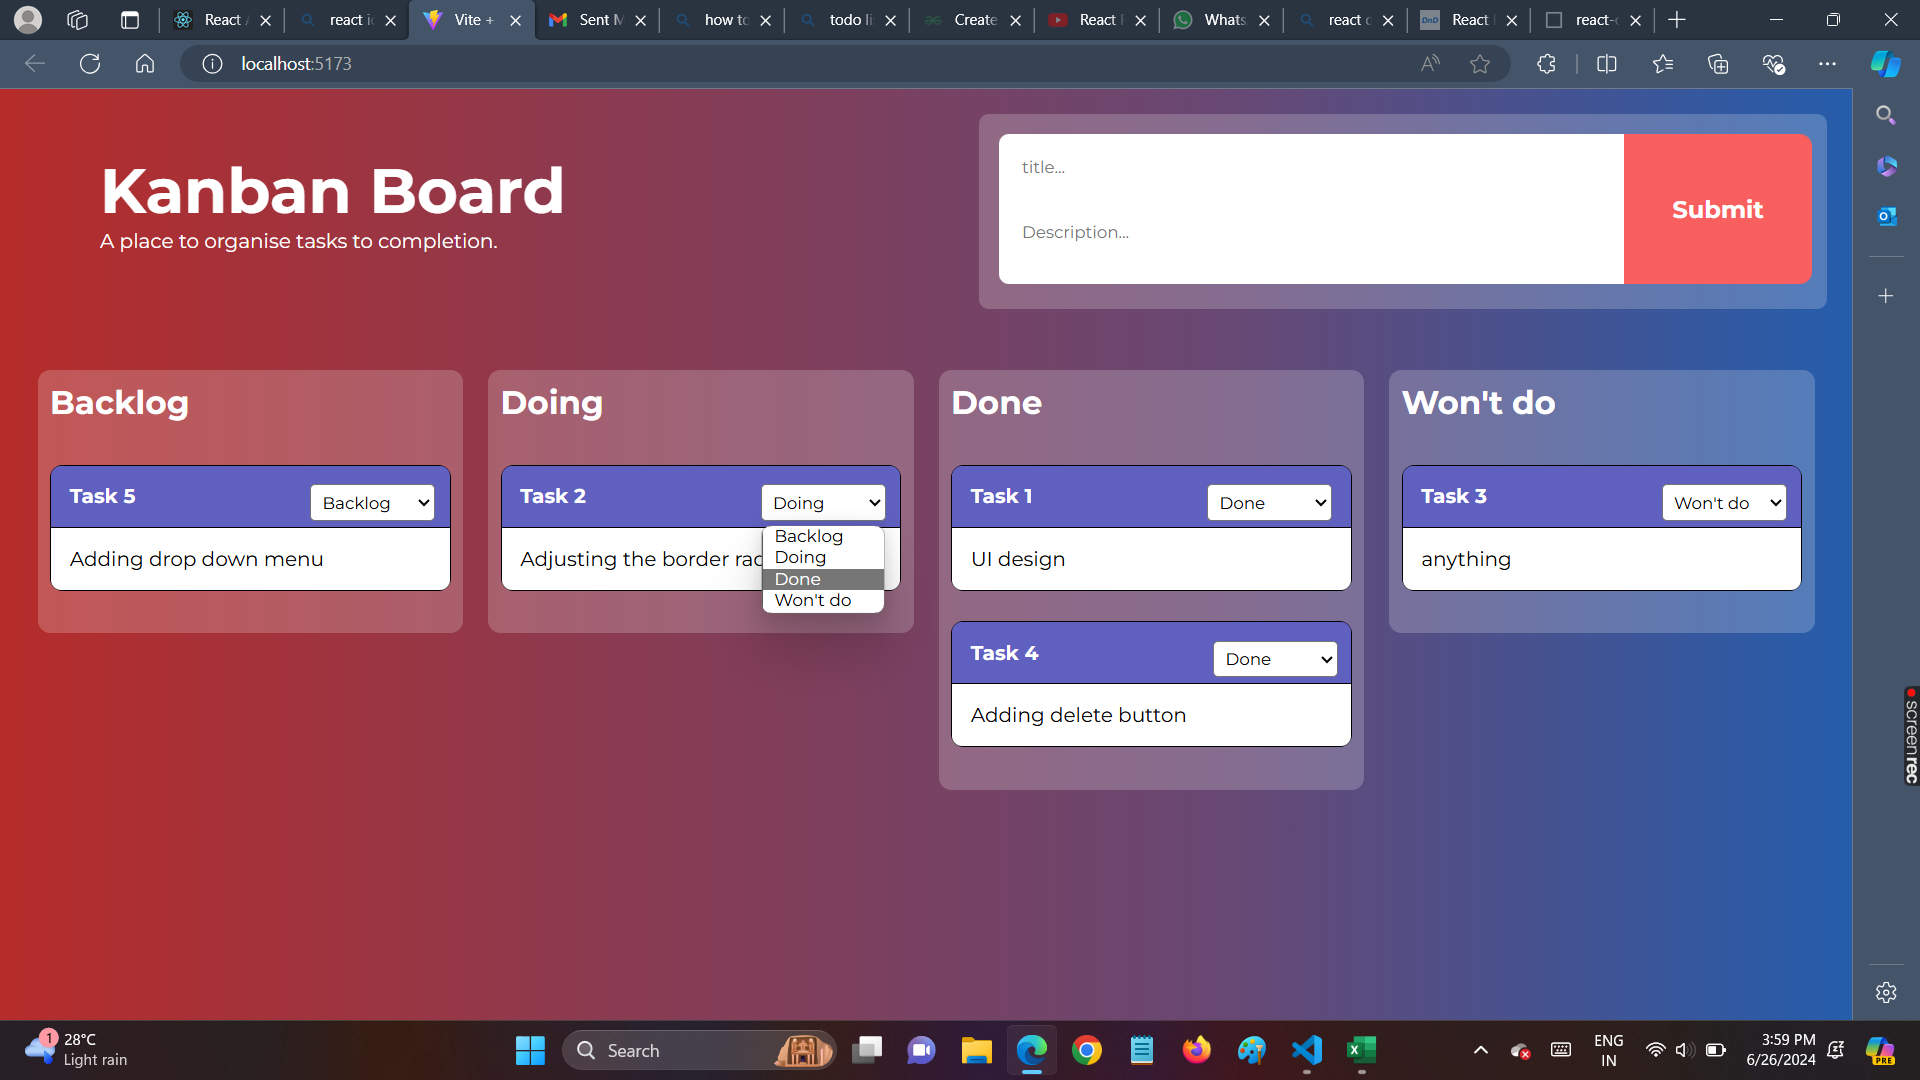 React
react
Vite +
Sent
how to
todo li
Create
React
Whats
react
DnD
React
react-
localhost:5173
Kanban Board
A place to organise tasks to completion.
title...
Description...
Submit
Backlog
Task 5
Backlog
Adding drop down menu
Doing
Task 2
Doing
Backlog
Doing
Done
Won't do
Adjusting the border
Done
Task 1
Done
UI design
Task 4
Done
Adding delete button
Won't do
Task 3
Won't do
anything
screenrec
1
28°C
Light rain
Search
ENG
IN
3:59 PM
6/26/2024
PRE